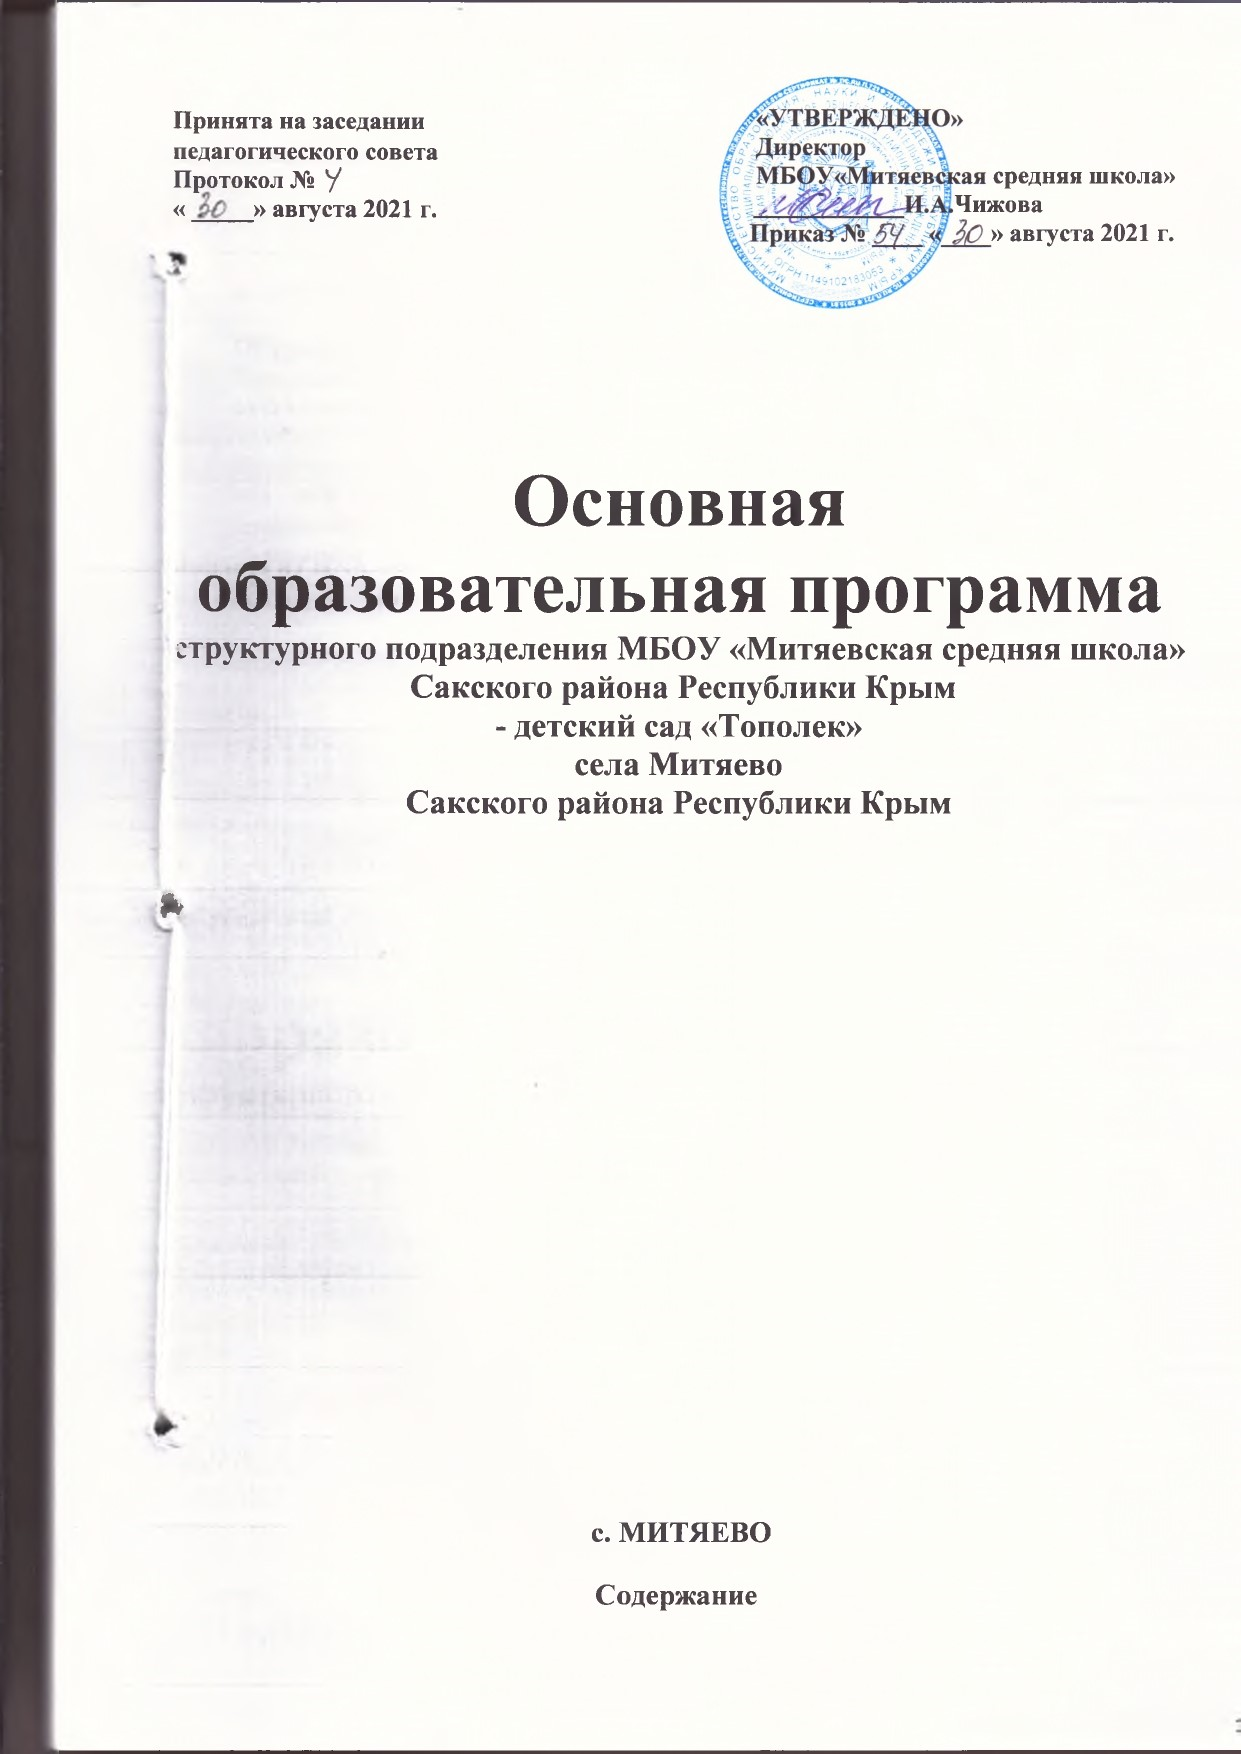 Принята на заседании
педагогического совета
Протокол № 4
« 30 » августа 2021 г.
«УТВЕРЖДЕНО»
Директор
МБОУ«Митяевская средняя школа»
И.А.Чижова
Приказ № 54 « 30 » августа 2021 г.
ОГРН 1149102183053
Основная
образовательная программа
структурного подразделения МБОУ «Митяевская средняя школа»
Сакского района Республики Крым
- детский сад «Тополек»
села Митяево
Сакского района Республики Крым
с. МИТЯЕВО
Содержание